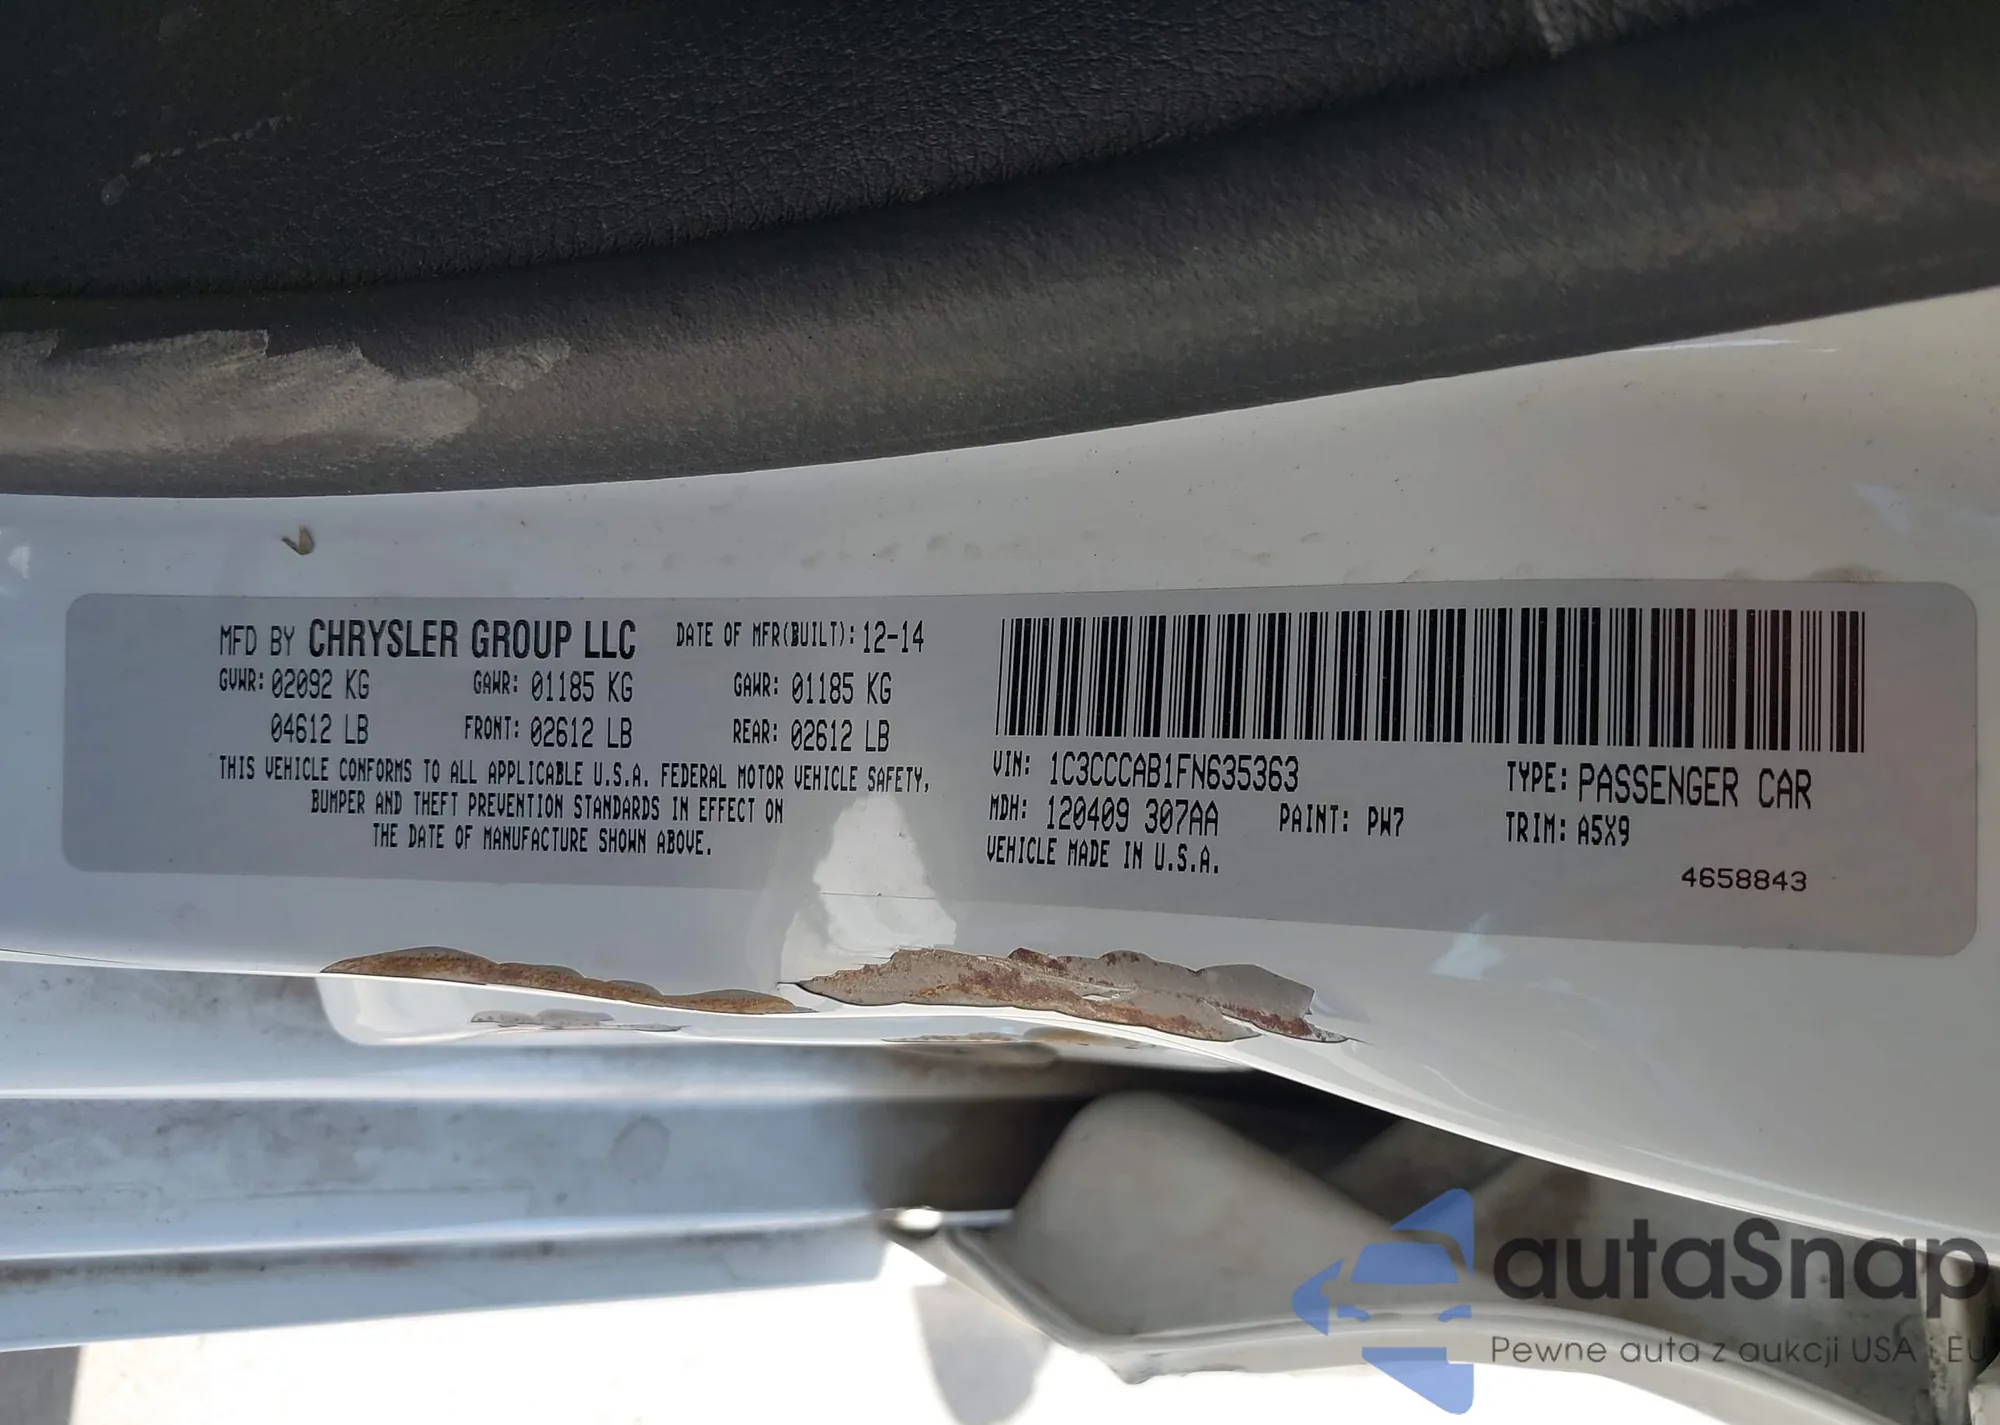 MFD BY CHRYSLER GROUP LLC DATE OF MFR(BUILT): 12-14
GVWR: 02092 KG GAWR: 01185 KG GAWR: 01185 KG
04612 LB FRONT: 02612 LB REAR: 02612 LB
THIS VEHICLE CONFORMS TO ALL APPLICABLE U.S.A. FEDERAL MOTOR VEHICLE SAFETY,
BUMPER AND THEFT PREVENTION STANDARDS IN EFFECT ON
THE DATE OF MANUFACTURE SHOWN ABOVE.
VIN: 1C3CCCAB1FN635363 TYPE: PASSENGER CAR
MDH: 120409 307AA PAINT: PW7 TRIM: A5X9
VEHICLE MADE IN U.S.A.
4658843
autaSnap
Pewne auta z aukcji USA i EU